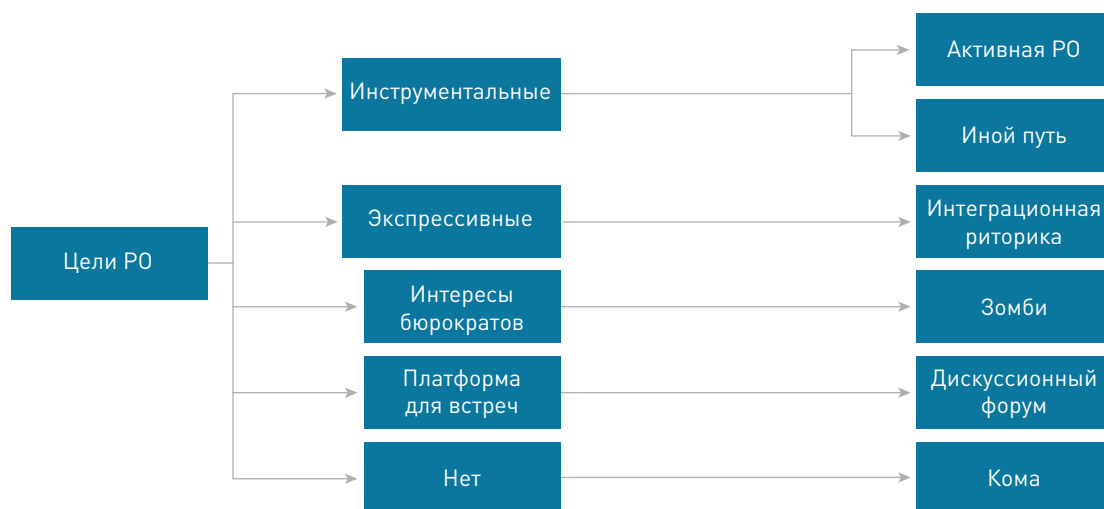 Цели РО
Инструментальные
Активная РО
Иной путь
Экспрессивные
Интеграционная
риторика
Интересы
бюрократов
Зомби
Платформа
для встреч
Дискуссионный
форум
Нет
Кома